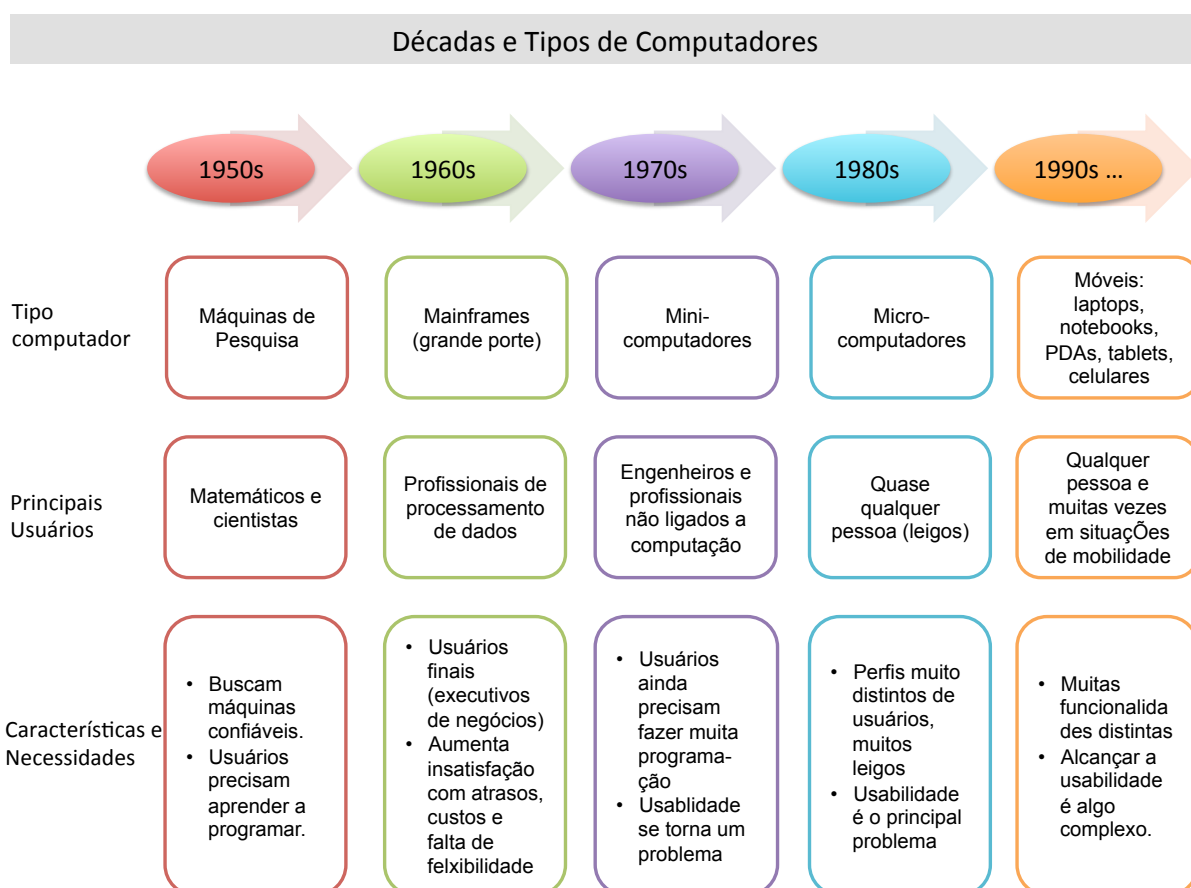 Décadas e Tipos de Computadores
1950s
1960s
1970s
1980s
1990s ...
Tipo
computador
Máquinas de
Pesquisa
Mainframes
(grande porte)
Mini-
computadores
Micro-
computadores
Móveis:
laptops,
notebooks,
PDAs, tablets,
celulares
Principais
Usuários
Matemáticos e
cientistas
Profissionais de
processamento
de dados
Engenheiros e
profissionais
não ligados a
computação
Quase
qualquer
pessoa (leigos)
Qualquer
pessoa e
muitas vezes
em situaçÕes
de mobilidade
Característificas e
Necessidades
• Buscam
máquinas
confiáveis.
• Usuários
precisam
aprender a
programar.
• Usuários
finais
(executivos
de negócios)
• Aumenta
insatisfação
com atrasos,
custos e
falta de
felxibilidade
• Usuários
ainda
precisam
fazer muita
programa-
ção
• Usablidade
se torna um
problema
• Perfis muito
distintos de
usuários,
muitos
leigos
• Usabilidade
é o principal
problema
• Muitas
funcionalida
des distintas
• Alcançar a
usabilidade
é algo
complexo.